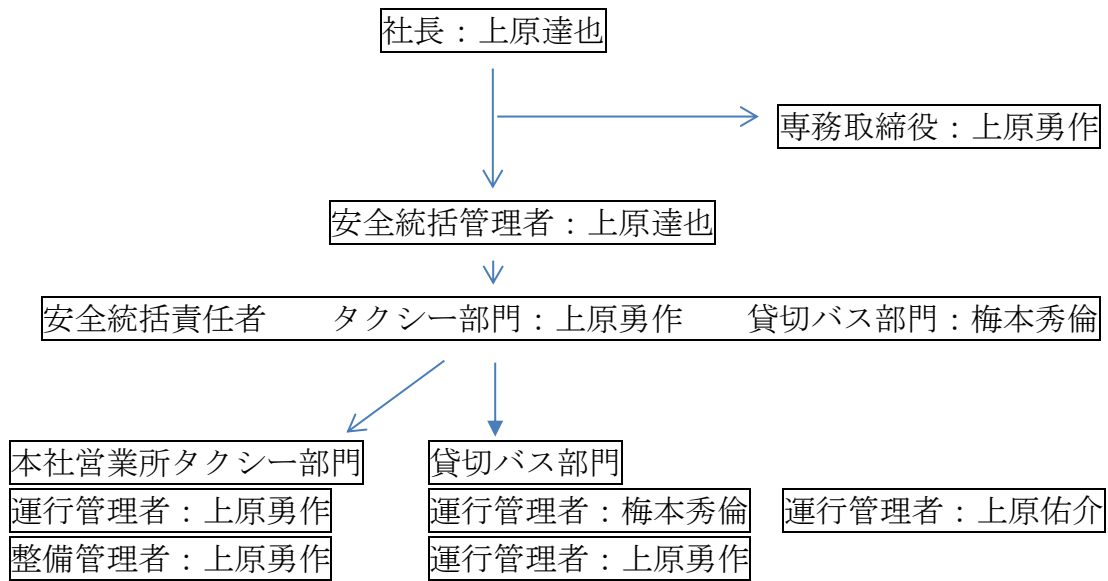 社長：上原達也
専務取締役：上原勇作
安全統括管理者：上原達也
安全統括責任者　タクシー部門：上原勇作　貸切バス部門：梅本秀倫
本社営業所タクシー部門　貸切バス部門
運行管理者：上原勇作　運行管理者：梅本秀倫　運行管理者：上原佑介
整備管理者：上原勇作　運行管理者：上原勇作